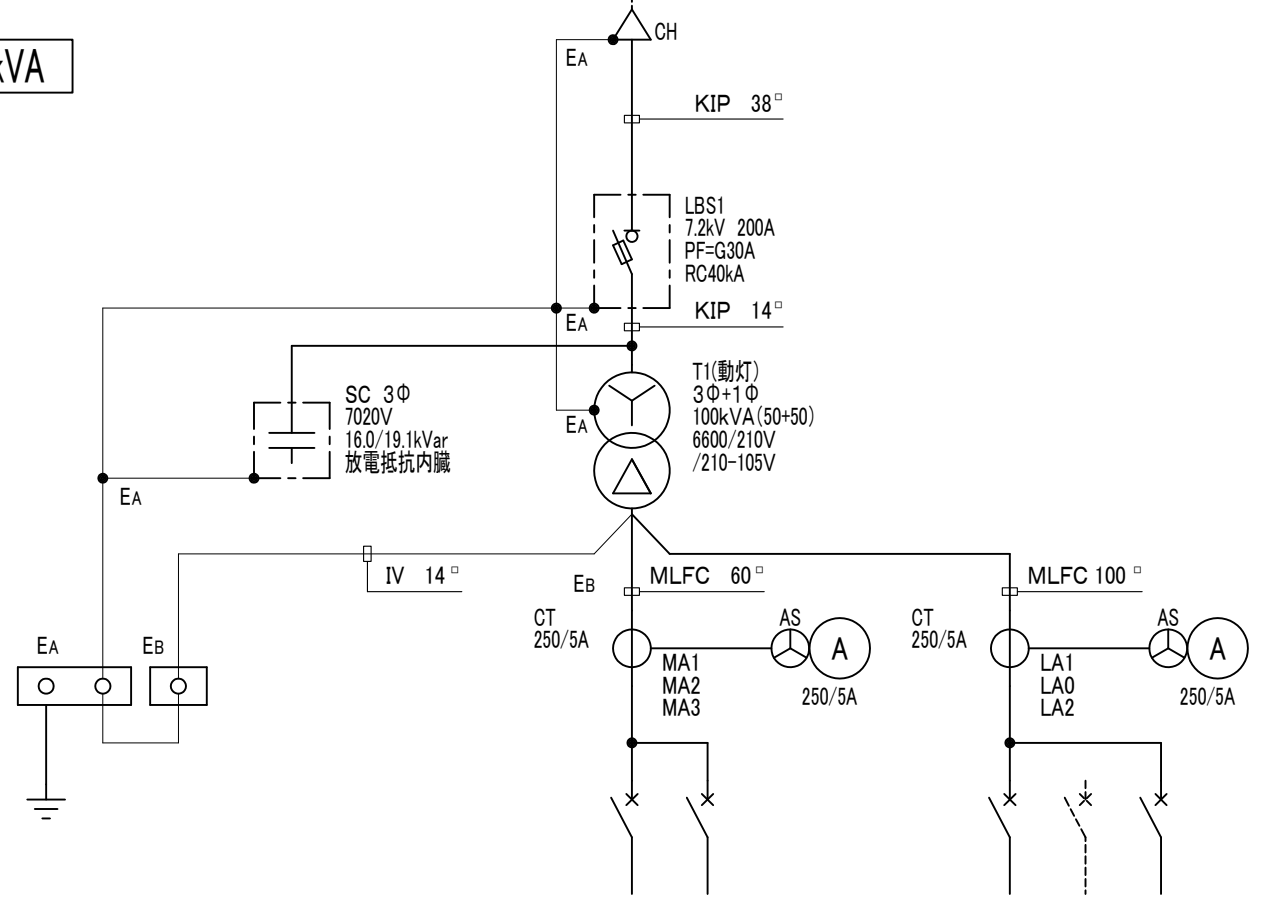 kVA
CH
EA
KIP 38□
LBS1
7.2kV 200A
PF=G30A
RC40kA
EA
KIP 14□
T1(動灯)
3Φ+1Φ
100kVA(50+50)
6600/210V
/210-105V
EA
SC 3Φ
7020V
16.0/19.1kVar
放電抵抗内臓
EA
IV 14□
EB
MLFC 60□
MLFC 100□
CT
250/5A
AS
A
250/5A
MA1
MA2
MA3
CT
250/5A
AS
A
250/5A
LA1
LA0
LA2
EA
EB